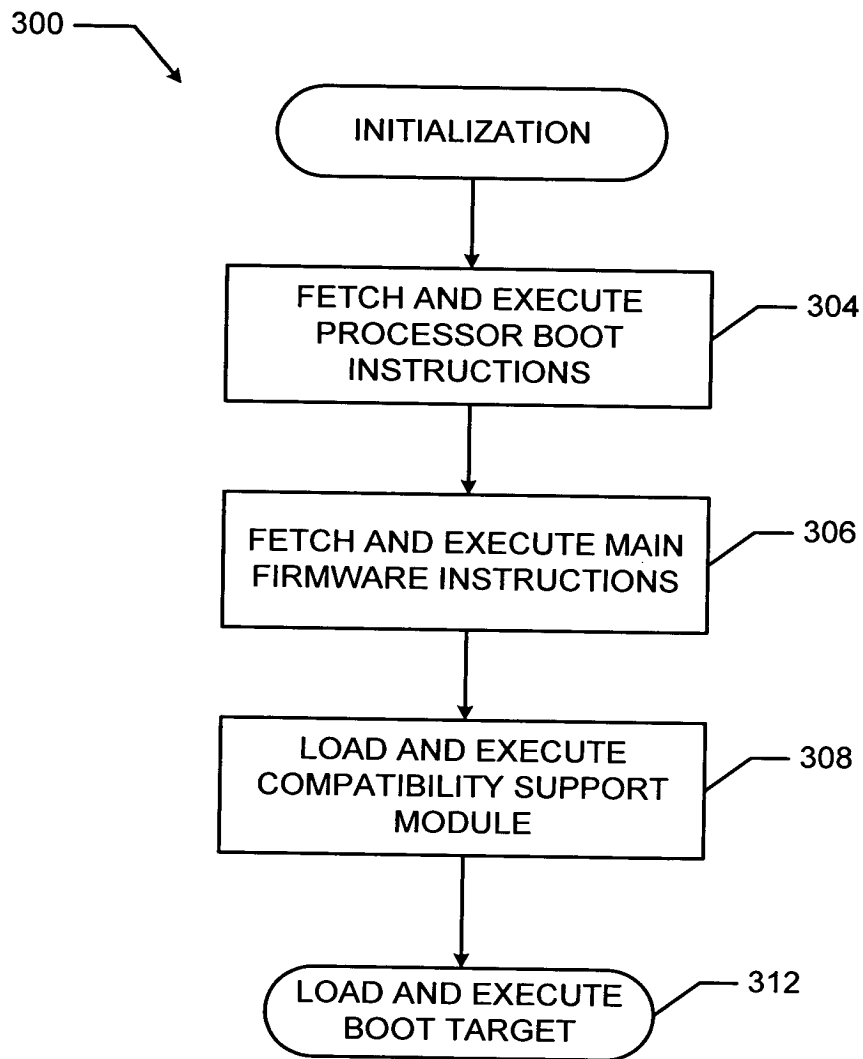 300
INITIALIZATION
FETCH AND EXECUTE
PROCESSOR BOOT
INSTRUCTIONS
304
FETCH AND EXECUTE MAIN
FIRMWARE INSTRUCTIONS
306
LOAD AND EXECUTE
COMPATIBILITY SUPPORT
MODULE
308
LOAD AND EXECUTE
BOOT TARGET
312